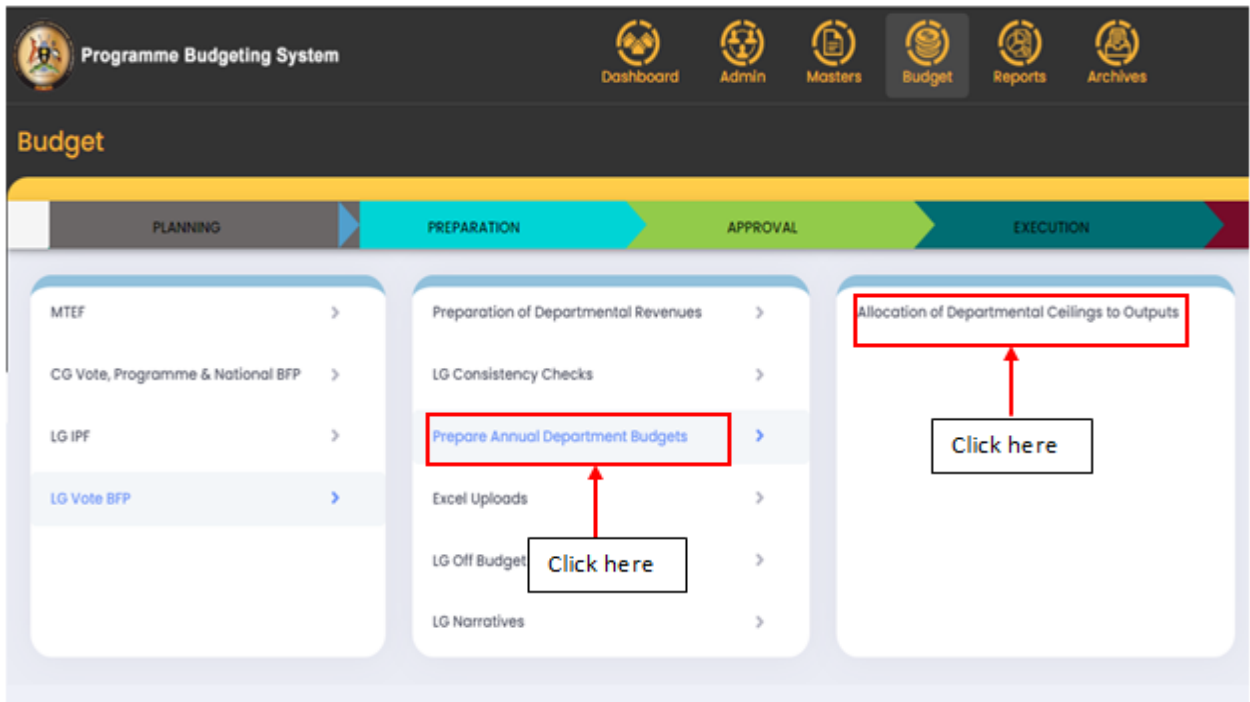 Programme Budgeting System
Dashboard
Admin
Masters
Budget
Reports
Archives
Budget
PLANNING
PREPARATION
APPROVAL
EXECUTION
MTEF
CG Vote, Programme & National BFP
LG IPF
LG Vote BFP
Preparation of Departmental Revenues
LG Consistency Checks
Prepare Annual Department Budgets
Excel Uploads
LG Off Budget
Click here
LG Narratives
Allocation of Departmental Ceilings to Outputs
Click here